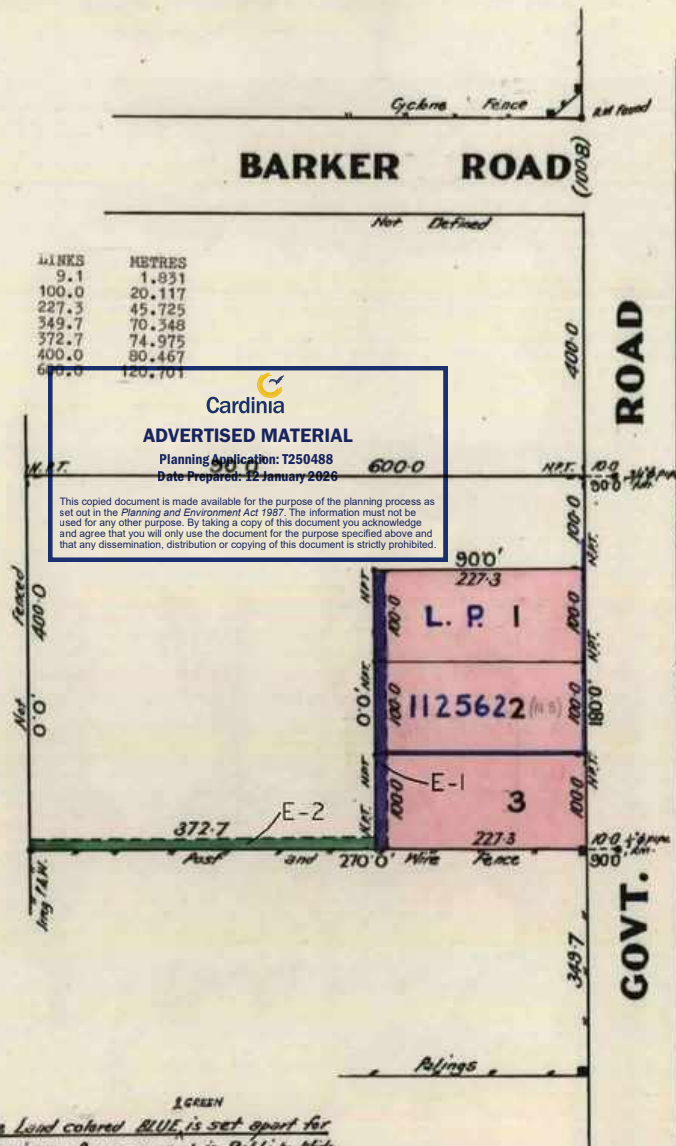 Cyclone Fence
R.M Found
BARKER ROAD
(100·8)
Not Defined
LINKS METRES
9.1 1.831
100.0 20.117
227.3 45.725
349.7 70.348
372.7 74.975
400.0 80.467
600.0 120.701
400·0
ROAD
Cardinia
ADVERTISED MATERIAL
Planning Application: T250488
Date Prepared: 12 January 2026
This copied document is made available for the purpose of the planning process as
set out in the Planning and Environment Act 1987. The information must not be
used for any other purpose. By taking a copy of this document you acknowledge
and agree that you will only use the document for the purpose specified above and
that any dissemination, distribution or copying of this document is strictly prohibited.
N.P.T. 90·0 600·0 N.P.T. 10·0
90·0'
100·0
N.P.T.
90·0'
227·3
N.P.T.
100·0
L. P. 1
100·0
N.P.T.
Not Fenced
0·0' 400·0
0·0' N.P.T.
100·0
112562 2
100·0
180·0'
N.P.T.
E-1
N.P.T.
100·0
3
100·0
N.P.T.
372·7
E-2
227·3
10·0
Post and 270·0' Wire Fence 90·0'
GOVT.
349·7
Palings
& GREEN
Land colored BLUE is set apart for